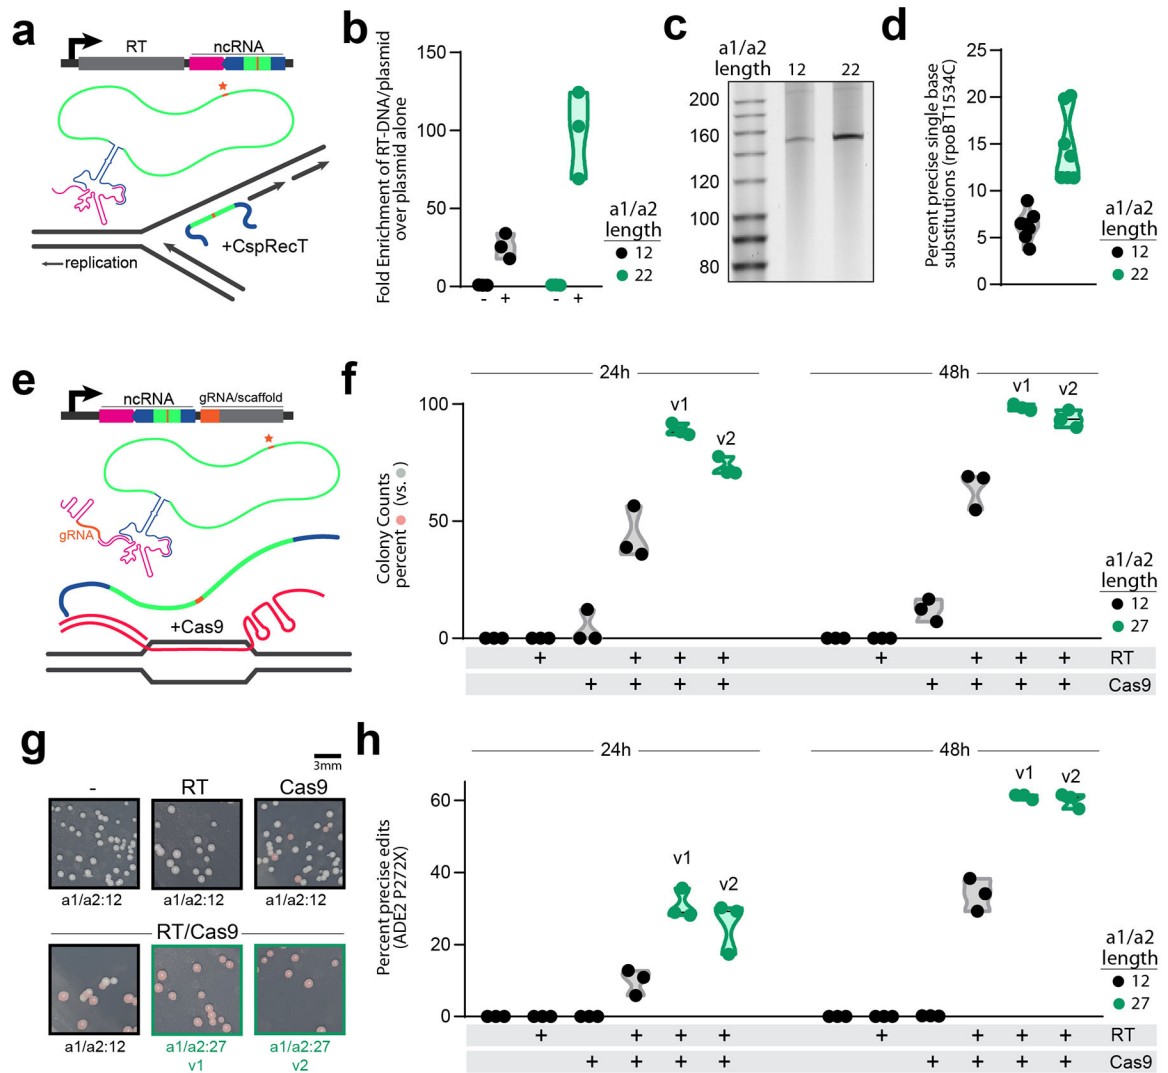 a
RT
ncRNA
+CspRecT
replication
b
Fold Enrichment of RT-DNA/plasmid
over plasmid alone
150
100
50
0
-
+
-
+
a1/a2
length
12
22
c
a1/a2
length
12
22
200
160
120
100
80
d
Percent precise single base
substitutions (rpoB T1534C)
25
20
15
10
5
0
a1/a2
length
12
22
e
ncRNA
gRNA/scaffold
gRNA
+Cas9
f
24h
48h
Colony Counts
percent (vs. )
100
50
0
v1
v2
v1
v2
a1/a2
length
12
27
+ + + + + + + + RT
+ + + + + + + + Cas9
g
3mm
-
RT
Cas9
a1/a2:12
a1/a2:12
a1/a2:12
RT/Cas9
a1/a2:12
a1/a2:27
v1
a1/a2:27
v2
h
24h
48h
Percent precise edits
(ADE2 P272X)
60
40
20
0
v1
v2
v1
v2
a1/a2
length
12
27
+ + + + + + + + RT
+ + + + + + + + Cas9